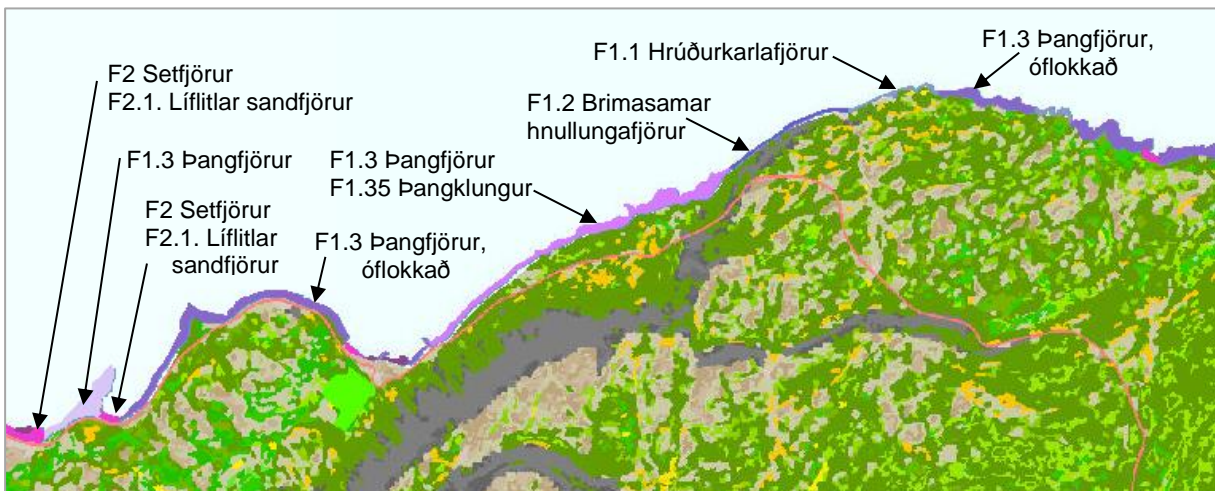 F2 Setfjörur
F2.1. Líflitlar sandfjörur
F1.3 Þangfjörur
F2 Setfjörur
F2.1. Líflitlar
sandfjörur
F1.3 Þangfjörur
F1.35 Þangklungur
F1.3 Þangfjörur,
óflokkað
F1.2 Brimasamar
hnullungafjörur
F1.1 Hrúðurkarlafjörur
F1.3 Þangfjörur,
óflokkað